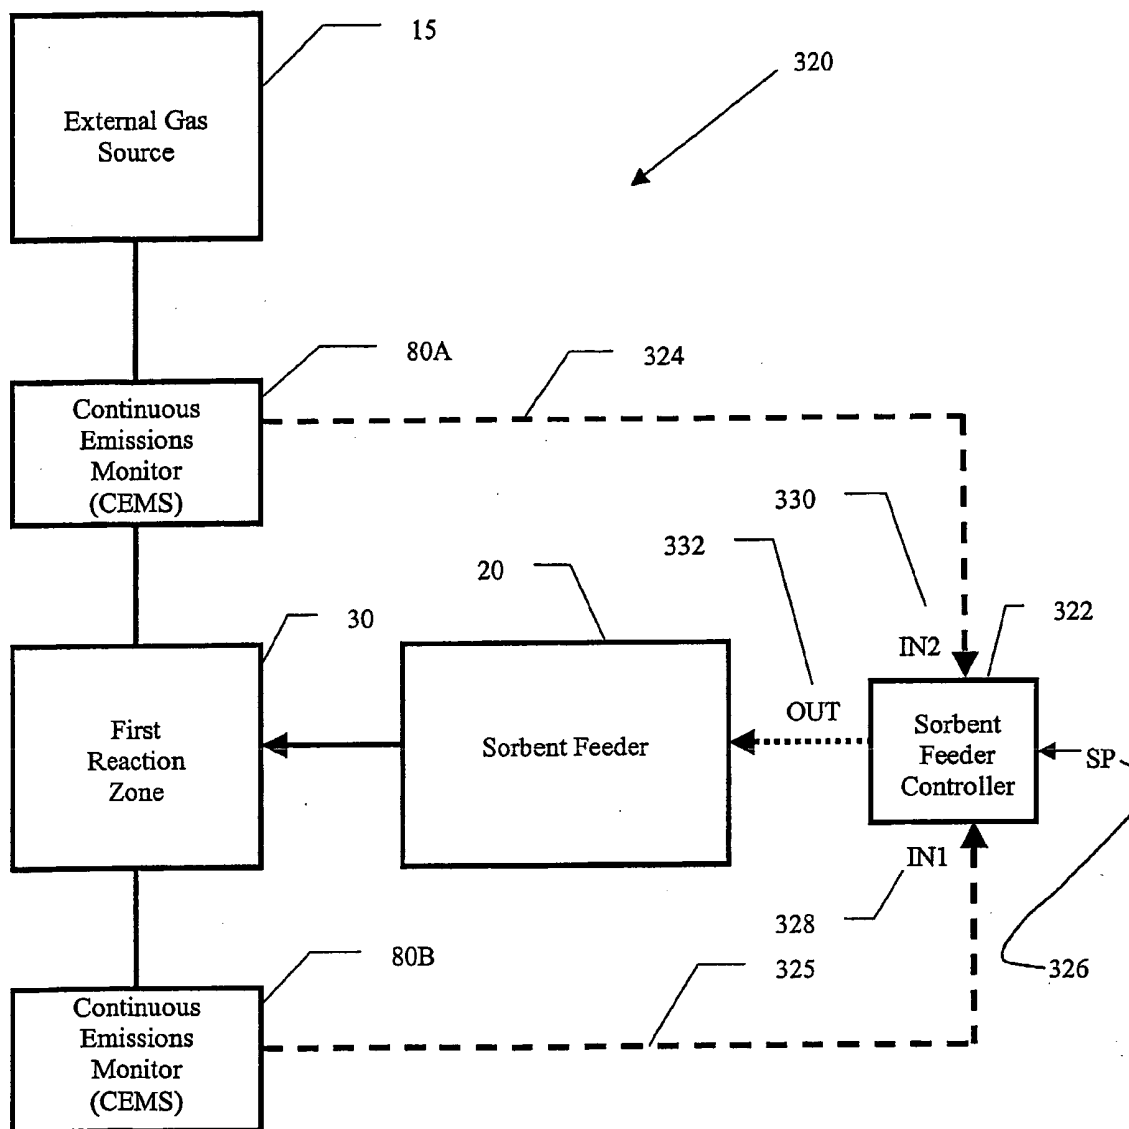 15
320
External Gas
Source
80A
324
Continuous
Emissions
Monitor
(CEMS)
330
332
20
30
322
IN2
OUT
First
Reaction
Zone
Sorbent Feeder
Sorbent
Feeder
Controller
SP
IN1
328
325
326
80B
Continuous
Emissions
Monitor
(CEMS)